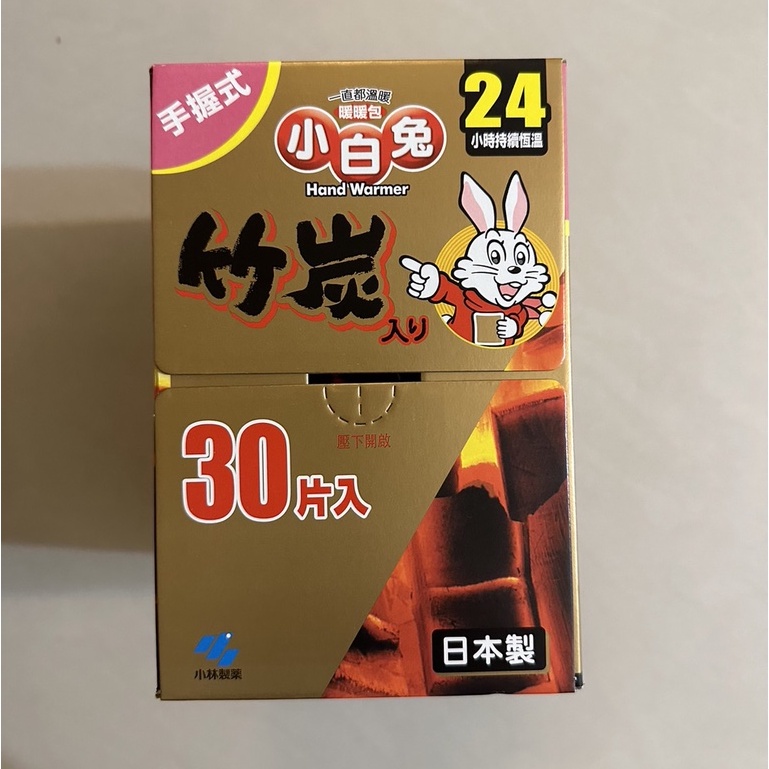 手握式
一直都溫暖
暖暖包
小白兔
Hand Warmer
24
小時持續恆溫
竹炭
入り
壓下開啟
30片入
小林製薬
日本製